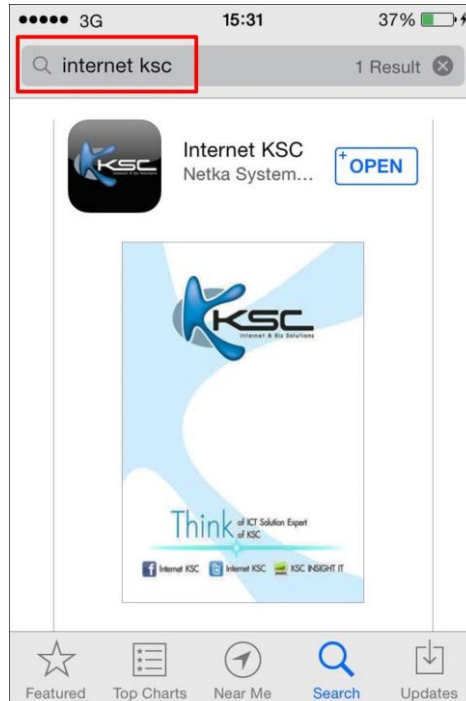 3G 15:31 37%
internet ksc 1 Result
KSC
Internet KSC
Netka System...
OPEN
KSC
Internet & Biz Solutions
Think of ICT Solution Expert
of KSC
Internet KSC Internet KSC KSC INSIGHT IT
Featured Top Charts Near Me Search Updates